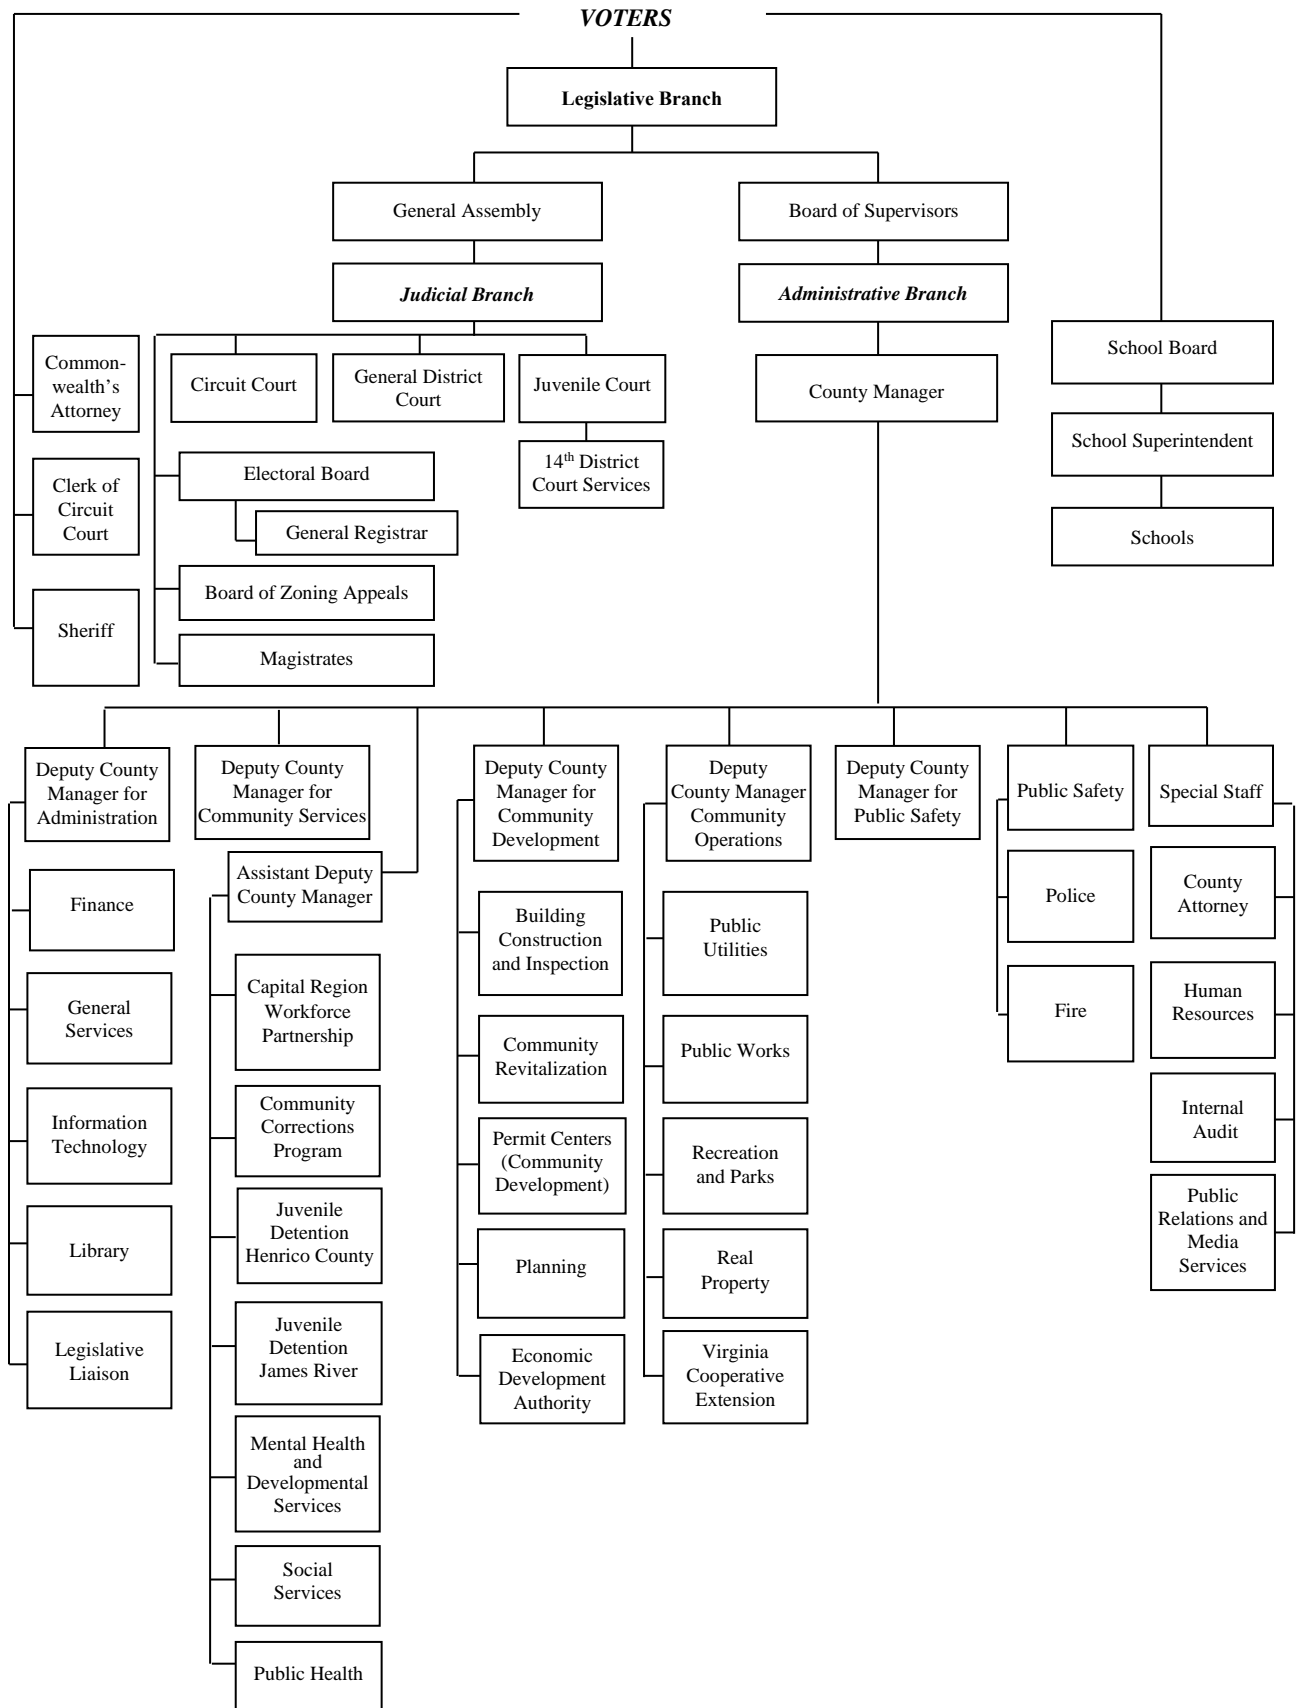 VOTERS
Legislative Branch
General Assembly
Board of Supervisors
Judicial Branch
Administrative Branch
Common-
wealth’s
Attorney
Circuit Court
General District
Court
Juvenile Court
County Manager
School Board
School Superintendent
Schools
Clerk of
Circuit
Court
Electoral Board
14th District
Court Services
General Registrar
Board of Zoning Appeals
Sheriff
Magistrates
Deputy County
Manager for
Administration
Finance
General
Services
Information
Technology
Library
Legislative
Liaison
Deputy County
Manager for
Community Services
Assistant Deputy
County Manager
Capital Region
Workforce
Partnership
Community
Corrections
Program
Juvenile
Detention
Henrico County
Juvenile
Detention
James River
Mental Health
and
Developmental
Services
Social
Services
Public Health
Deputy County
Manager for
Community
Development
Building
Construction
and Inspection
Community
Revitalization
Permit Centers
(Community
Development)
Planning
Economic
Development
Authority
Deputy
County Manager
Community
Operations
Public
Utilities
Public Works
Recreation
and Parks
Real
Property
Virginia
Cooperative
Extension
Deputy County
Manager for
Public Safety
Public Safety
Police
Fire
Special Staff
County
Attorney
Human
Resources
Internal
Audit
Public
Relations and
Media
Services